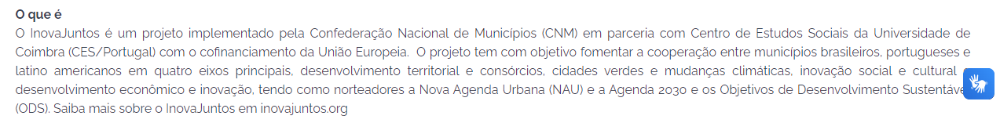 O que é
O InovaJuntos é um projeto implementado pela Confederação Nacional de Municípios (CNM) em parceria com Centro de Estudos Sociais da Universidade de
Coimbra (CES/Portugal) com o cofinanciamento da União Europeia. O projeto tem com objetivo fomentar a cooperação entre municípios brasileiros, portugueses e
latino americanos em quatro eixos principais, desenvolvimento territorial e consórcios, cidades verdes e mudanças climáticas, inovação social e cultural
desenvolvimento econômico e inovação, tendo como norteadores a Nova Agenda Urbana (NAU) e a Agenda 2030 e os Objetivos de Desenvolvimento
(ODS). Saiba mais sobre o InovaJuntos em inovajuntos.org